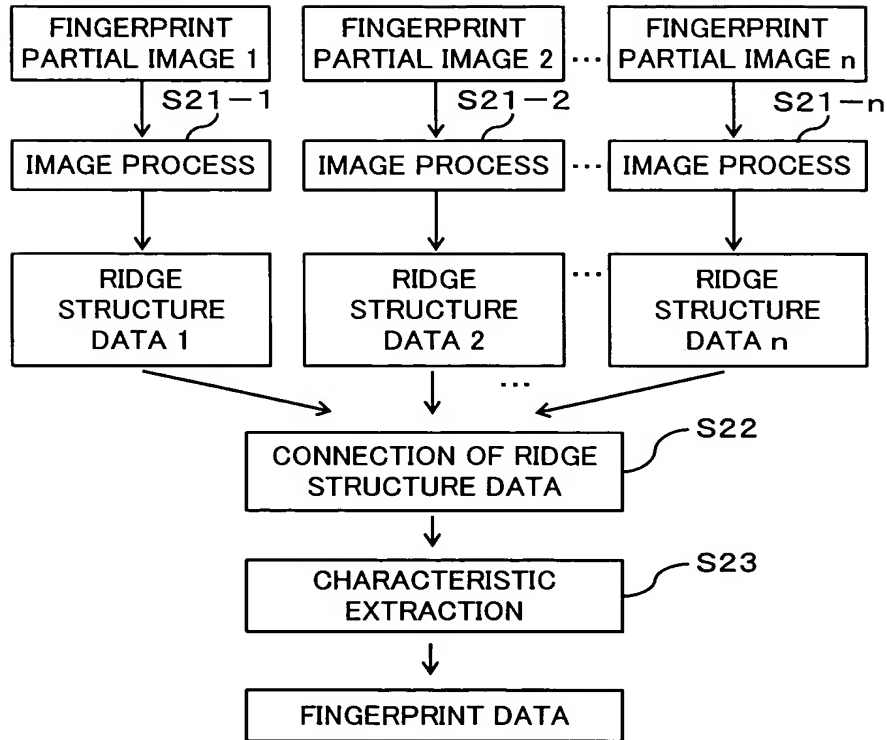 FINGERPRINT
PARTIAL IMAGE 1
FINGERPRINT
PARTIAL IMAGE 2
...
FINGERPRINT
PARTIAL IMAGE n
S21-1
S21-2
S21-n
IMAGE PROCESS
IMAGE PROCESS
...
IMAGE PROCESS
RIDGE
STRUCTURE
DATA 1
RIDGE
STRUCTURE
DATA 2
...
RIDGE
STRUCTURE
DATA n
...
CONNECTION OF RIDGE
STRUCTURE DATA
S22
CHARACTERISTIC
EXTRACTION
S23
FINGERPRINT DATA